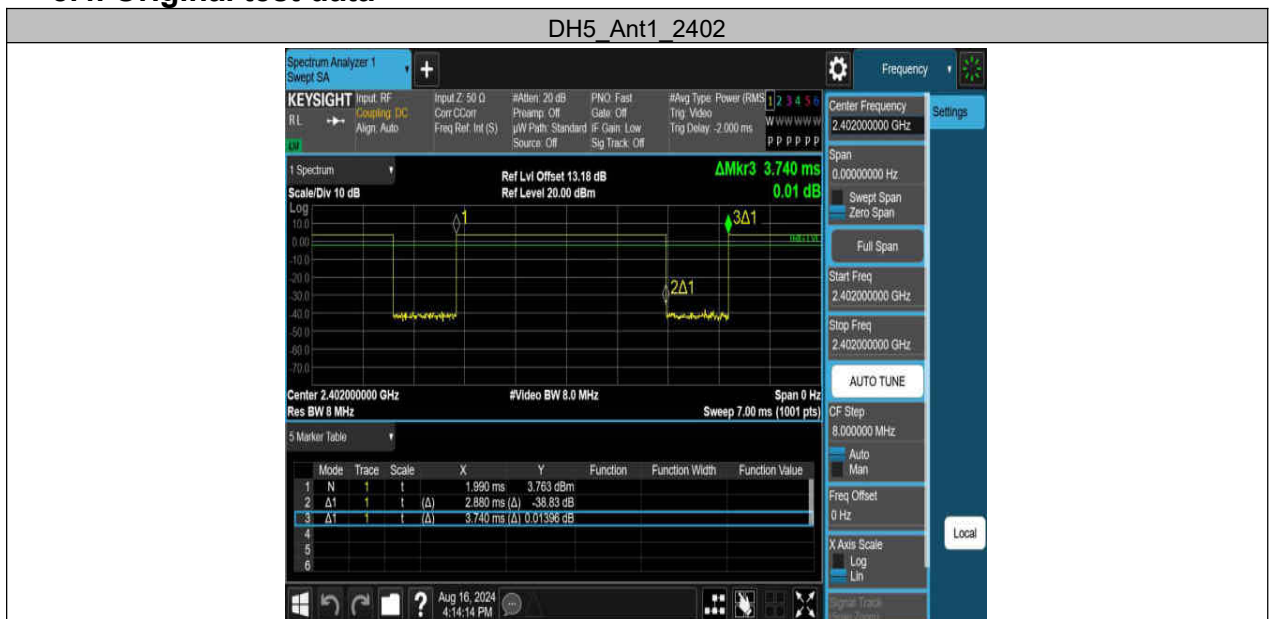 DH5_Ant1_2402
Spectrum Analyzer 1
Swept SA
+
Frequency
KEYSIGHT
RL
LXI
Input: RF
Coupling: DC
Align: Auto
Input Z: 50 Ω
Corr CCorr
Freq Ref: Int (S)
#Atten: 20 dB
Preamp: Off
µW Path: Standard
Source: Off
PNO: Fast
Gate: Off
IF Gain: Low
Sig Track: Off
#Avg Type: Power (RMS
Trig: Video
Trig Delay: -2.000 ms
1 2 3 4 5 6
W W W W W W
P P P P P P
Center Frequency
2.402000000 GHz
Settings
1 Spectrum
Scale/Div 10 dB
Ref Lvl Offset 13.18 dB
Ref Level 20.00 dBm
ΔMkr3 3.740 ms
0.01 dB
Span
0.00000000 Hz
Swept Span
Zero Span
Log
10.0
0.00
-10.0
-20.0
-30.0
-40.0
-50.0
-60.0
-70.0
1
3Δ1
2Δ1
Full Span
Start Freq
2.402000000 GHz
Stop Freq
2.402000000 GHz
AUTO TUNE
Center 2.402000000 GHz
#Video BW 8.0 MHz
Span 0 Hz
Res BW 8 MHz
Sweep 7.00 ms (1001 pts)
CF Step
8.000000 MHz
Auto
Man
5 Marker Table
Mode Trace Scale X Y Function Function Width Function Value
1 N 1 t 1.990 ms 3.763 dBm
2 Δ1 1 t (Δ) 2.880 ms (Δ) -38.83 dB
3 Δ1 1 t (Δ) 3.740 ms (Δ) 0.01396 dB
4
5
6
Freq Offset
0 Hz
X Axis Scale
Log
Lin
Local
Signal Track
(Span Zoom)
?
Aug 16, 2024
4:14:14 PM